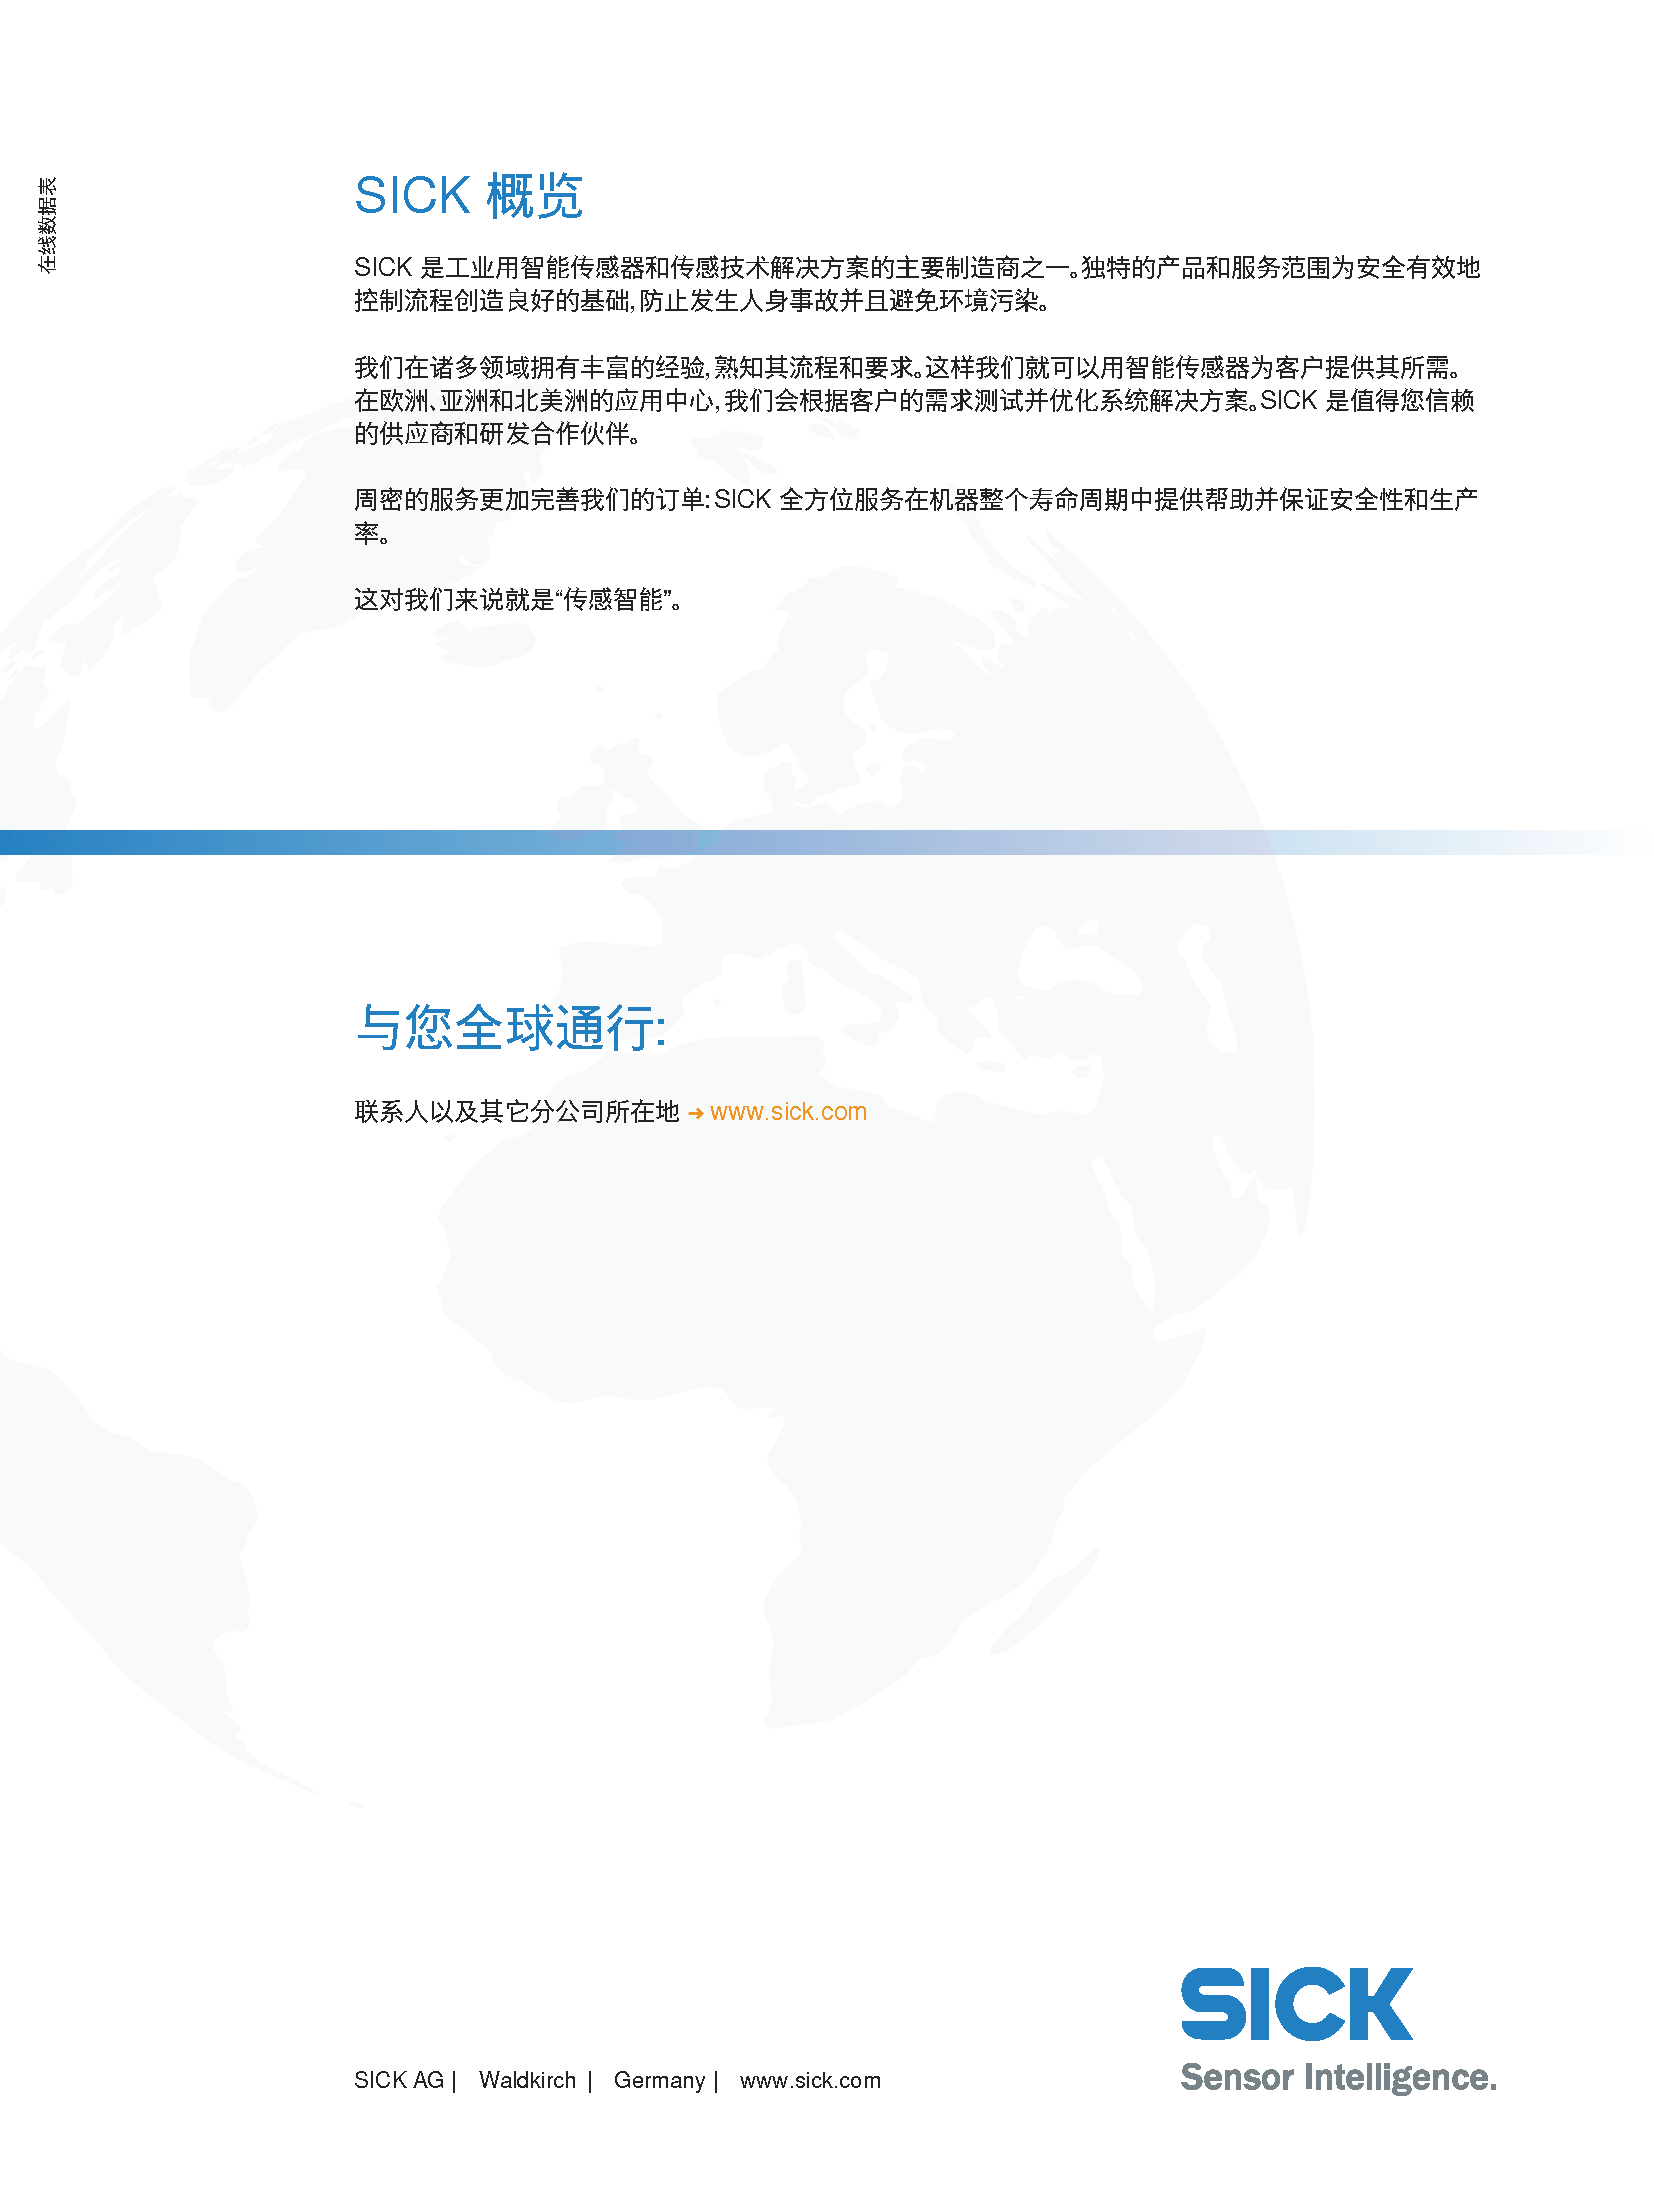 在线数据表
SICK 概览
SICK 是工业用智能传感器和传感技术解决方案的主要制造商之一。独特的产品和服务范围为安全有效地
控制流程创造良好的基础，防止发生人身事故并且避免环境污染。
我们在诸多领域拥有丰富的经验，熟知其流程和要求。这样我们就可以用智能传感器为客户提供其所需。
在欧洲、亚洲和北美洲的应用中心，我们会根据客户的需求测试并优化系统解决方案。SICK 是值得您信赖
的供应商和研发合作伙伴。
周密的服务更加完善我们的订单：SICK 全方位服务在机器整个寿命周期中提供帮助并保证安全性和生产
率。
这对我们来说就是“传感智能”。
与您全球通行：
联系人以及其它分公司所在地 ➔ www.sick.com
SICK AG | Waldkirch | Germany | www.sick.com
SICK
Sensor Intelligence.